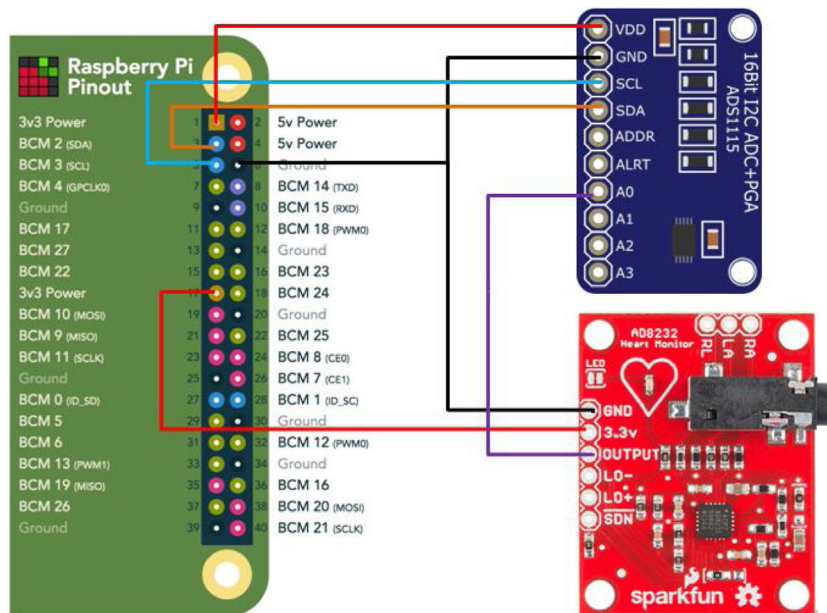 Raspberry Pi
Pinout
3v3 Power 1 2 5v Power
BCM 2 (SDA) 3 4 5v Power
BCM 3 (SCL) 5 6 Ground
BCM 4 (GPCLK0) 7 8 BCM 14 (TXD)
Ground 9 10 BCM 15 (RXD)
BCM 17 11 12 BCM 18 (PWM0)
BCM 27 13 14 Ground
BCM 22 15 16 BCM 23
3v3 Power 17 18 BCM 24
BCM 10 (MOSI) 19 20 Ground
BCM 9 (MISO) 21 22 BCM 25
BCM 11 (SCLK) 23 24 BCM 8 (CE0)
Ground 25 26 BCM 7 (CE1)
BCM 0 (ID_SD) 27 28 BCM 1 (ID_SC)
BCM 5 29 30 Ground
BCM 6 31 32 BCM 12 (PWM0)
BCM 13 (PWM1) 33 34 Ground
BCM 19 (MISO) 35 36 BCM 16
BCM 26 37 38 BCM 20 (MOSI)
Ground 39 40 BCM 21 (SCLK)
VDD
GND
SCL
SDA
ADDR
ALRT
A0
A1
A2
A3
16Bit I2C ADC+PGA
ADS1115
AD8232
Heart Monitor
RL
LA
RA
LED
GND
3.3v
OUTPUT
LO-
LO+
SDN
sparkfun